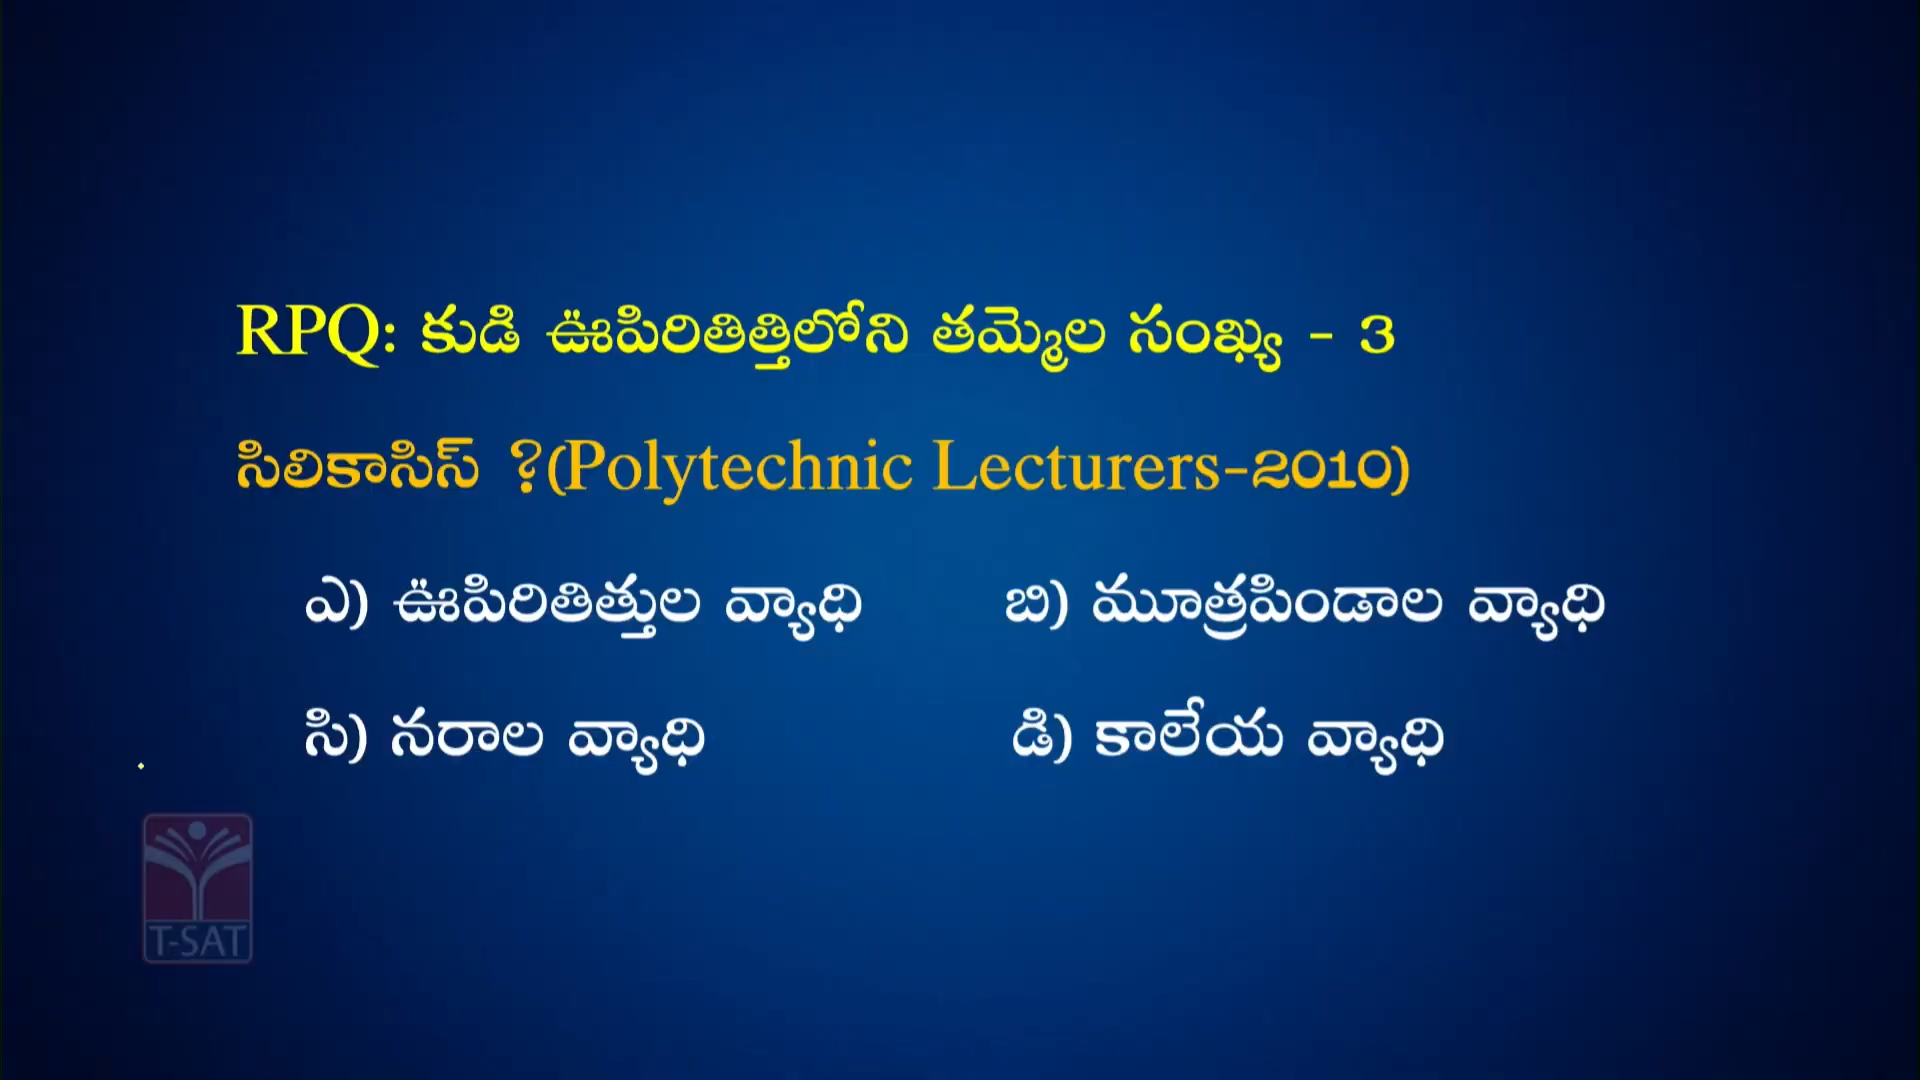 RPQ: కుడి ఊపిరితిత్తిలోని తమ్మెల సంఖ్య - 3
సిలికాసిస్ ?(Polytechnic Lecturers-2010)
ఎ) ఊపిరితిత్తుల వ్యాధి బి) మూత్రపిండాల వ్యాధి
సి) నరాల వ్యాధి డి) కాలేయ వ్యాధి
T-SAT